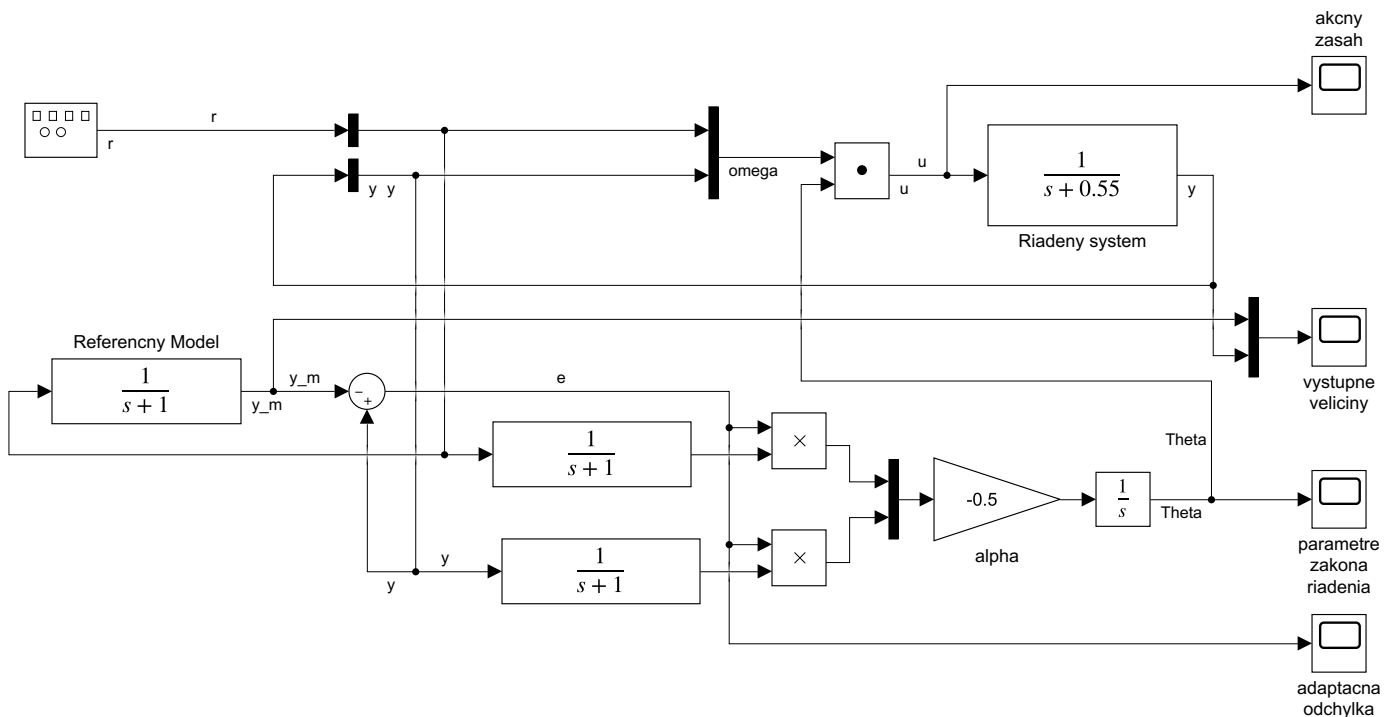 akcny
zasah
r
r
y y
omega
u
u
1
s + 0.55
y
Riadeny system
Referencny Model
1
s + 1
y_m
y_m
−
+
e
vystupne
veliciny
1
s + 1
×
Theta
-0.5
alpha
1
s
Theta
parametre
zakona
riadenia
y
y
1
s + 1
×
adaptacna
odchylka